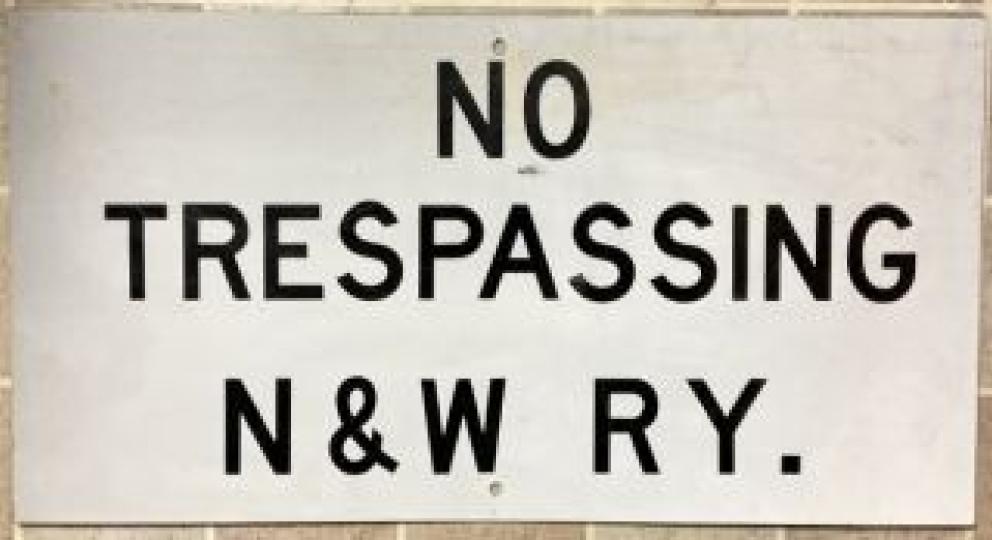 NO
TRESPASSING
N&W RY.